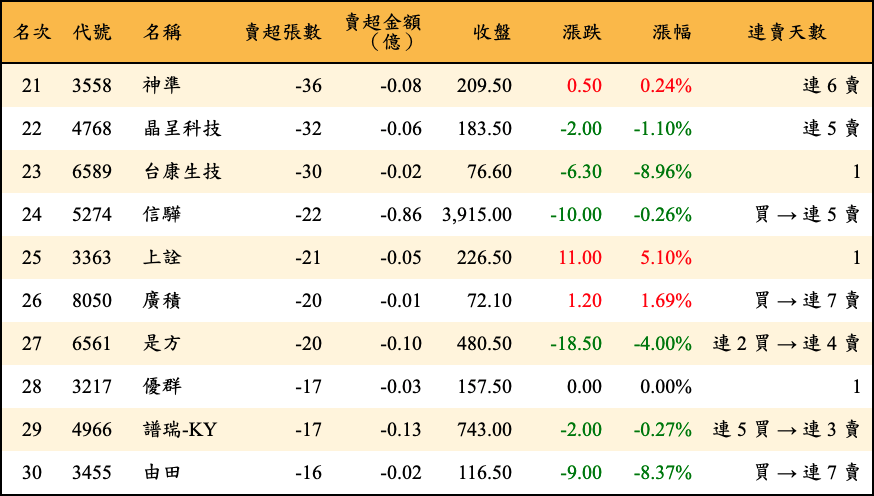 名次 代號 名稱 賣超張數 賣超金額（億） 收盤 漲跌 漲幅 連賣天數
21 3558 神準 -36 -0.08 209.50 0.50 0.24% 連 6 賣
22 4768 晶呈科技 -32 -0.06 183.50 -2.00 -1.10% 連 5 賣
23 6589 台康生技 -30 -0.02 76.60 -6.30 -8.96% 1
24 5274 信驊 -22 -0.86 3,915.00 -10.00 -0.26% 買 → 連 5 賣
25 3363 上詮 -21 -0.05 226.50 11.00 5.10% 1
26 8050 廣積 -20 -0.01 72.10 1.20 1.69% 買 → 連 7 賣
27 6561 是方 -20 -0.10 480.50 -18.50 -4.00% 連 2 買 → 連 4 賣
28 3217 優群 -17 -0.03 157.50 0.00 0.00% 1
29 4966 譜瑞-KY -17 -0.13 743.00 -2.00 -0.27% 連 5 買 → 連 3 賣
30 3455 由田 -16 -0.02 116.50 -9.00 -8.37% 買 → 連 7 賣